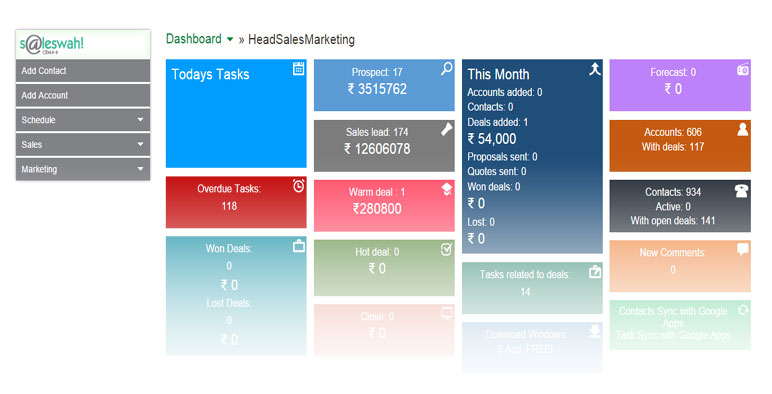 s@leswah!
CRM++
Dashboard » HeadSalesMarketing
Add Contact
Add Account
Schedule
Sales
Marketing
Todays Tasks
Overdue Tasks:
118
Won Deals:
0
₹ 0
Lost Deals:
0
₹ 0
Prospect: 17
₹ 3515762
Sales lead: 174
₹ 12606078
Warm deal : 1
₹280800
Hot deal: 0
₹ 0
Close: 0
₹ 0
This Month
Accounts added: 0
Contacts: 0
Deals added: 1
₹ 54,000
Proposals sent: 0
Quotes sent: 0
Won deals: 0
₹ 0
Lost: 0
₹ 0
Tasks related to deals:
14
Download Windows
8 App, FREE!
Forecast: 0
₹ 0
Accounts: 606
With deals: 117
Contacts: 934
Active: 0
With open deals: 141
New Comments:
0
Contacts Sync with Google
Apps
Task Sync with Google Apps